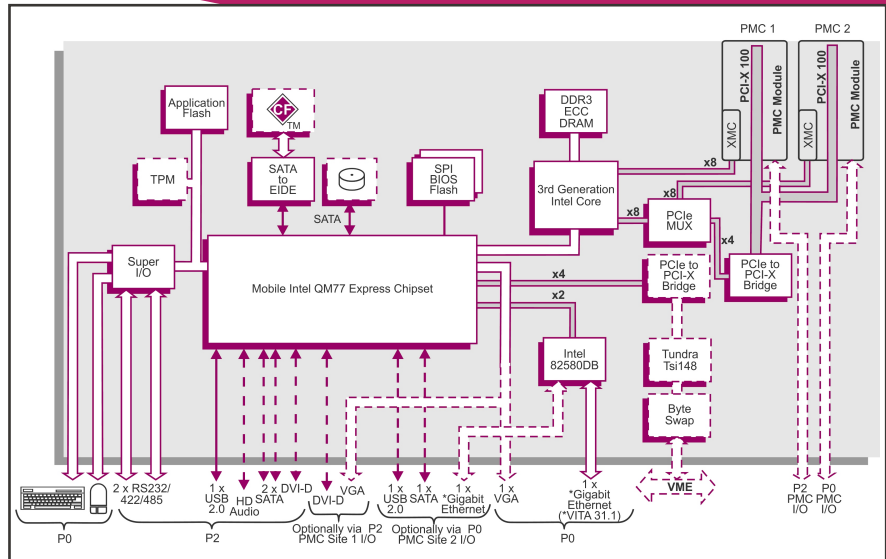 PMC 1
PMC 2
PCI-X 100
PMC Module
XMC
PCI-X 100
PMC Module
XMC
Application
Flash
CF
TM
DDR3
ECC
DRAM
TPM
SATA
to
EIDE
SPI
BIOS
Flash
3rd Generation
Intel Core
x8
x8
x8
PCIe
MUX
x4
SATA
Super
I/O
Mobile Intel QM77 Express Chipset
x4
x2
PCIe to
PCI-X
Bridge
PCIe to
PCI-X
Bridge
Intel
82580DB
Tundra
Tsi148
Byte
Swap
2 x RS232/
422/485
1 x
USB
2.0
HD
Audio
2 x
SATA
DVI-D
DVI-D
VGA
1 x
USB
2.0
1 x
SATA
1 x
*Gigabit
Ethernet
1 x
VGA
1 x
*Gigabit
Ethernet
(*VITA 31.1)
VME
P2
PMC
I/O
P0
PMC
I/O
P0
P2
Optionally via P2
PMC Site 1 I/O
Optionally via P0
PMC Site 2 I/O
P0